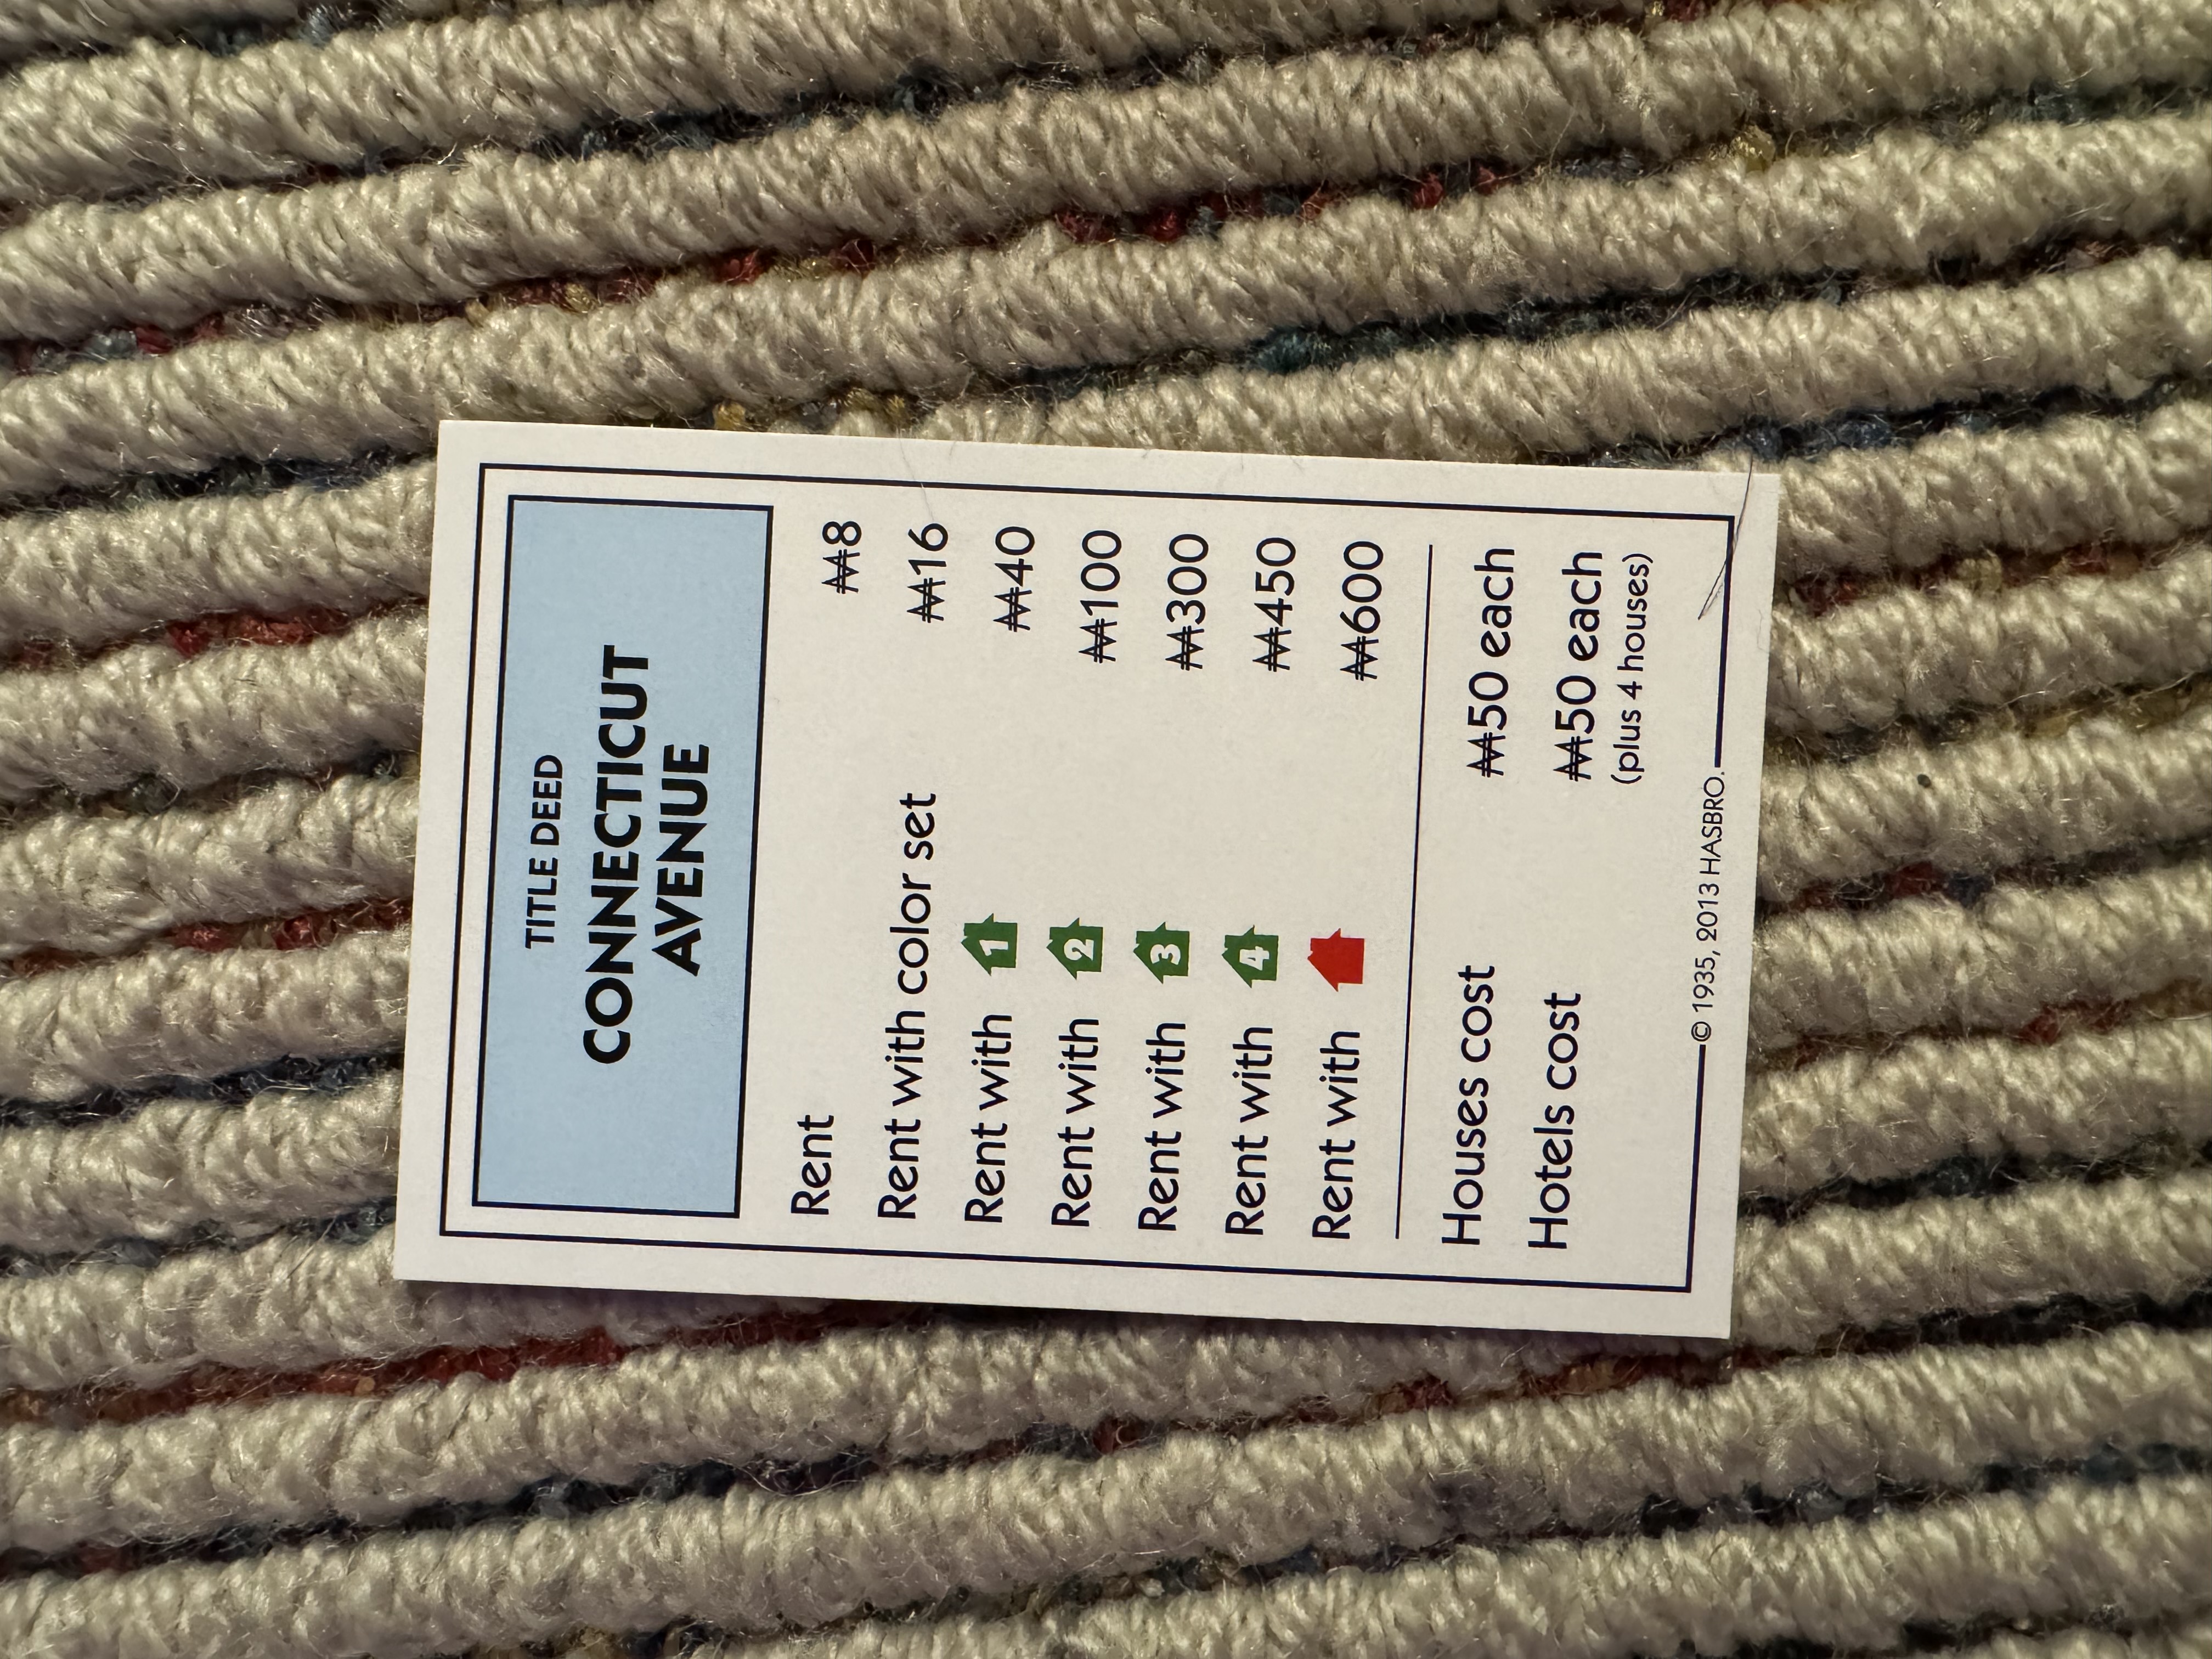 TITLE DEED
CONNECTICUT
AVENUE
Rent ₩8
Rent with color set ₩16
Rent with 1 ₩40
Rent with 2 ₩100
Rent with 3 ₩300
Rent with 4 ₩450
Rent with ₩600
Houses cost ₩50 each
Hotels cost ₩50 each
(plus 4 houses)
© 1935, 2013 HASBRO.